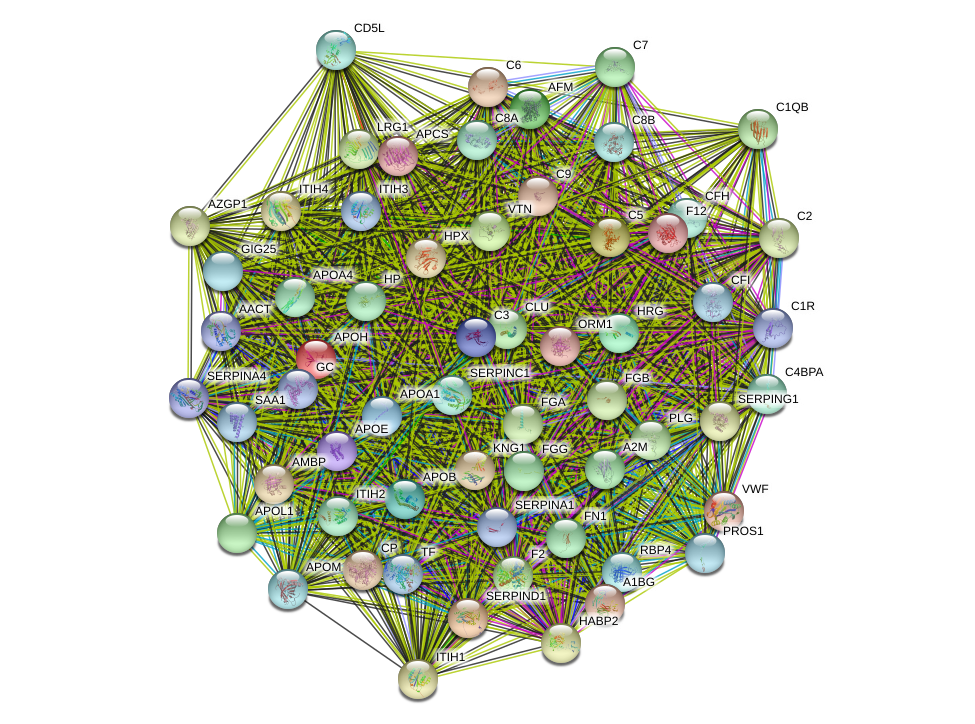 CD5L
C7
C6
AFM
C1QB
C8A
C8B
LRG1
APCS
C9
ITIH4
ITIH3
CFH
AZGP1
VTN
F12
C5
C2
HPX
GIG25
APOA4
HP
CFI
AACT
C3
CLU
HRG
C1R
ORM1
APOH
GC
SERPINC1
SERPINA4
FGB
C4BPA
SAA1
APOA1
FGA
SERPING1
PLG
APOE
KNG1
FGG
A2M
AMBP
APOB
VWF
ITIH2
SERPINA1
APOL1
FN1
PROS1
CP
TF
F2
RBP4
APOM
A1BG
SERPIND1
HABP2
ITIH1